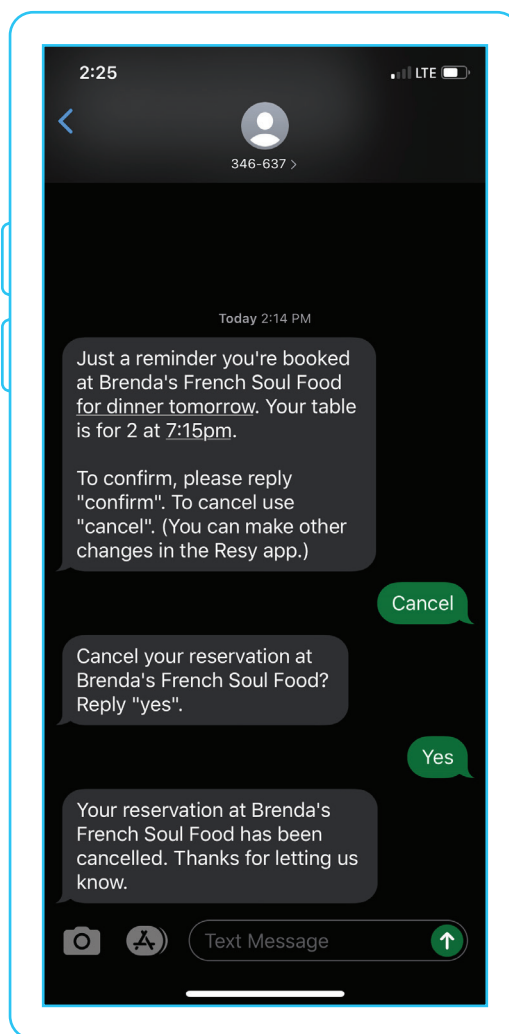 2:25
LTE
346-637 >
Today 2:14 PM
Just a reminder you're booked
at Brenda's French Soul Food
for dinner tomorrow. Your table
is for 2 at 7:15pm.
To confirm, please reply
"confirm". To cancel use
"cancel". (You can make other
changes in the Resy app.)
Cancel
Cancel your reservation at
Brenda's French Soul Food?
Reply "yes".
Yes
Your reservation at Brenda's
French Soul Food has been
cancelled. Thanks for letting us
know.
Text Message